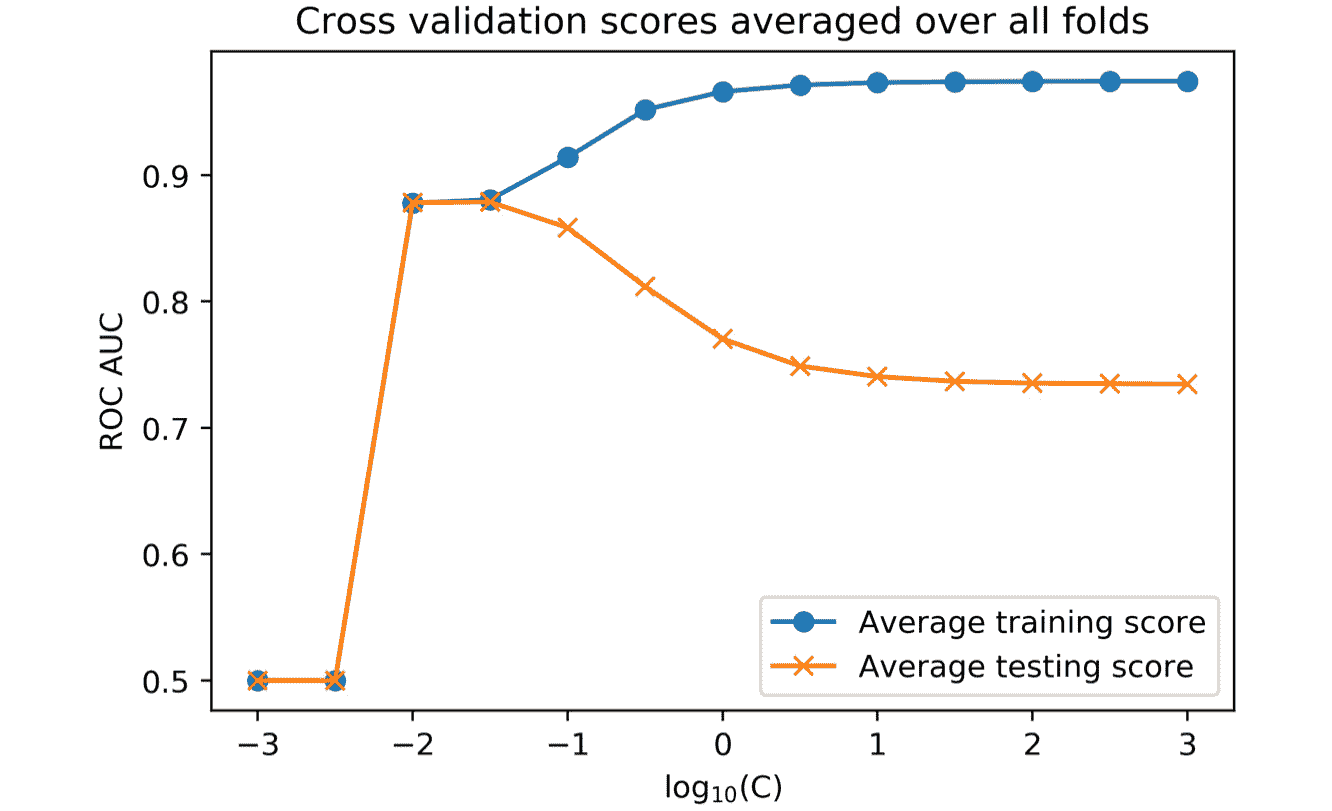 Cross validation scores averaged over all folds
ROC AUC
0.9
0.8
0.7
0.6
0.5
Average training score
Average testing score
−3 −2 −1 0 1 2 3
log₁₀(C)